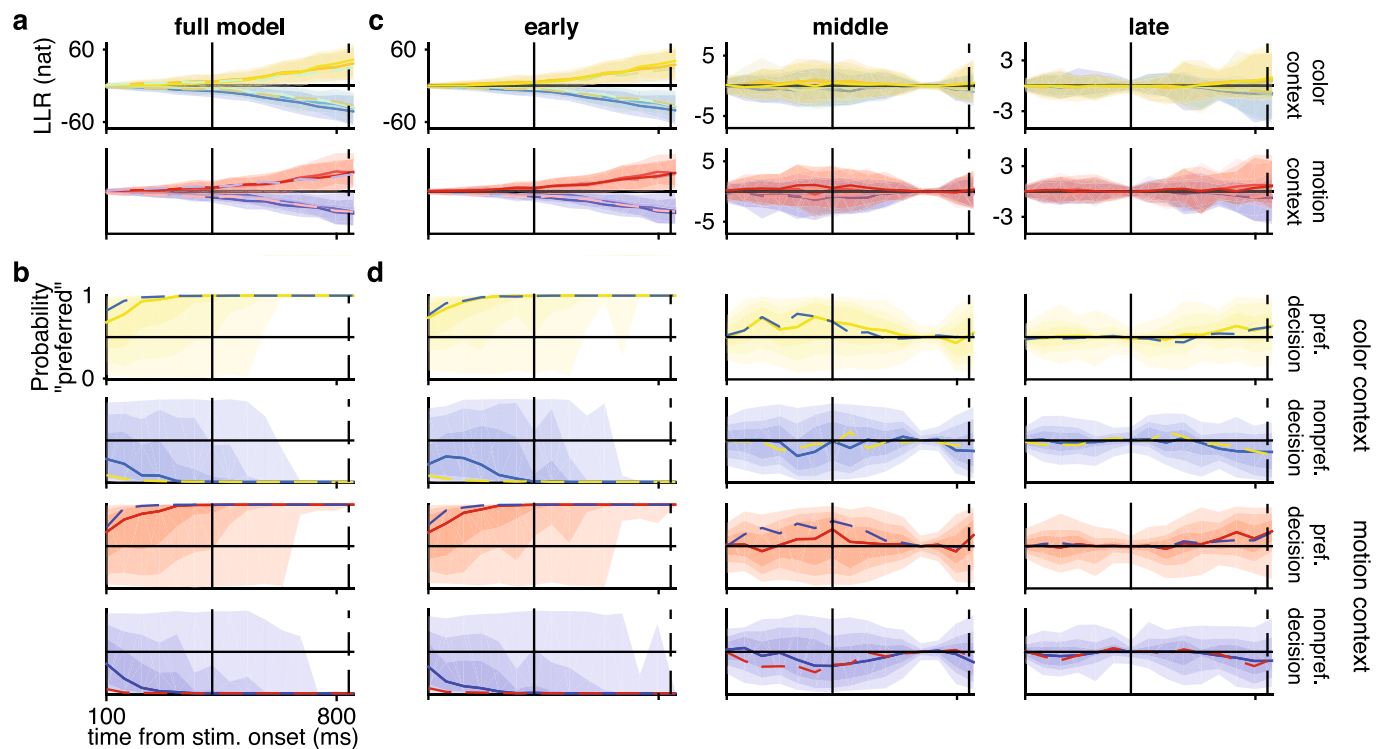 a
full model
c
early
middle
late
LLR (nat)
60
-60
60
-60
5
-5
3
-3
color
context
5
-5
3
-3
motion
context
b
d
Probability
"preferred"
1
0
pref.
decision
nonpref.
decision
color context
pref.
decision
nonpref.
decision
motion context
100
800
time from stim. onset (ms)